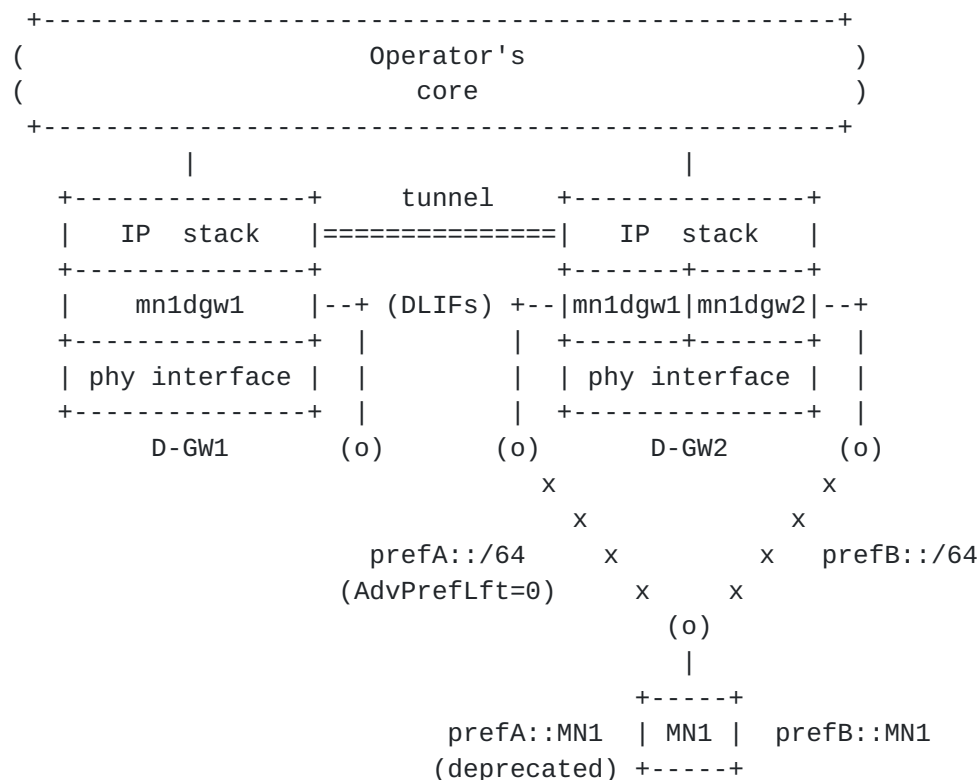 +---------------------------------------------------+
(                      Operator's                     )
(                         core                        )
+---------------------------------------------------+
|                               |
+---------------+     tunnel    +---------------+
|   IP  stack   |===============|   IP  stack   |
+---------------+               +-------+-------+
|    mn1dgw1    |--+ (DLIFs) +--|mn1dgw1|mn1dgw2|--+
+---------------+  |         |  +-------+-------+  |
| phy interface |  |         |  | phy interface |  |
+---------------+  |         |  +---------------+  |
D-GW1       (o)       (o)        D-GW2         (o)
x                 x
x             x
prefA::/64     x         x   prefB::/64
(AdvPrefLft=0)     x     x
(o)
|
+-----+
prefA::MN1  | MN1 |  prefB::MN1
(deprecated) +-----+